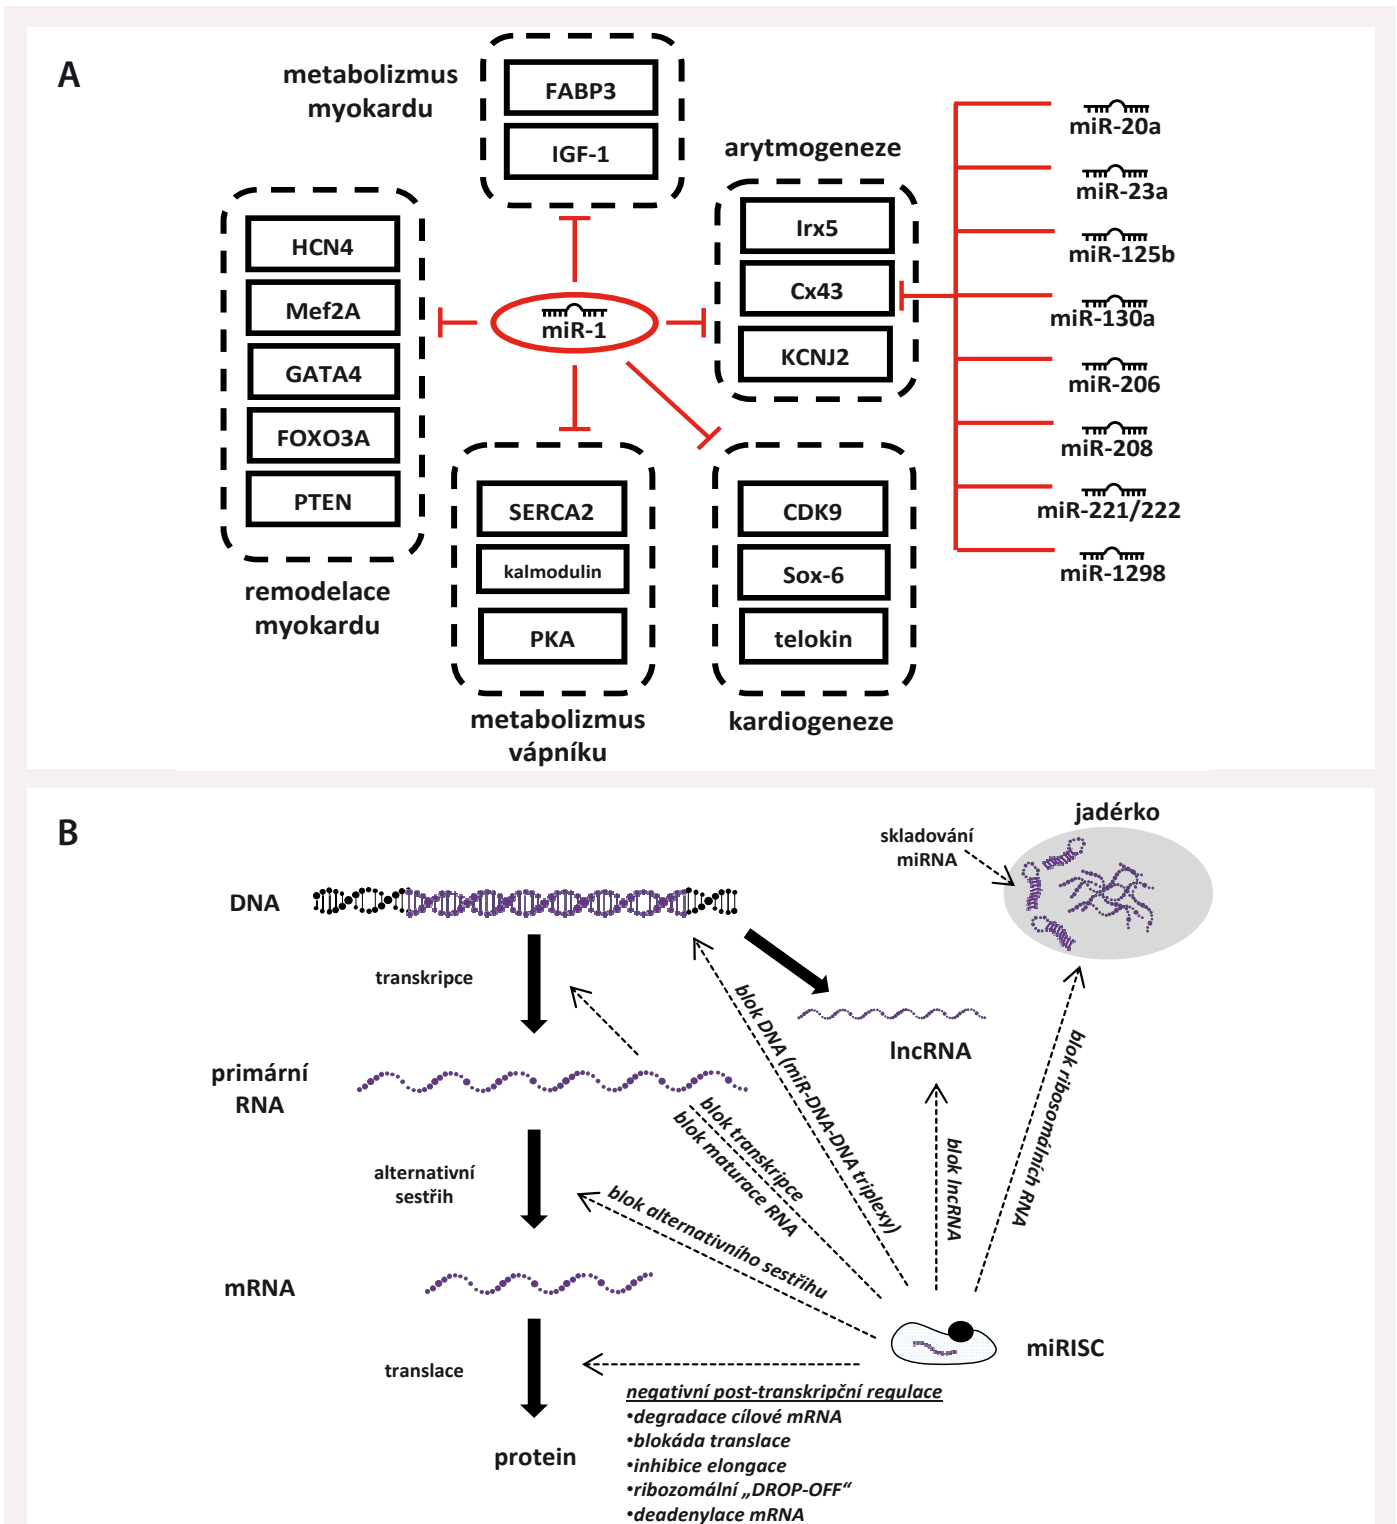 A
metabolizmus
myokardu
FABP3
IGF-1
arytmogeneze
Irx5
Cx43
KCNJ2
miR-20a
miR-23a
miR-125b
miR-130a
miR-206
miR-208
miR-221/222
miR-1298
HCN4
Mef2A
GATA4
FOXO3A
PTEN
remodelace
myokardu
miR-1
SERCA2
kalmodulin
PKA
metabolizmus
vápníku
CDK9
Sox-6
telokin
kardiogeneze
B
jadérko
skladování
miRNA
DNA
transkripce
lncRNA
primární
RNA
blok DNA (miR-DNA-DNA triplexy)
blok transkripce
blok maturace RNA
blok lncRNA
blok ribosomálních RNA
alternativní
sestřih
blok alternativního sestřihu
mRNA
miRISC
translace
negativní post-transkripční regulace
•degradace cílové mRNA
•blokáda translace
•inhibice elongace
•ribozomální „DROP-OFF“
•deadenylace mRNA
protein